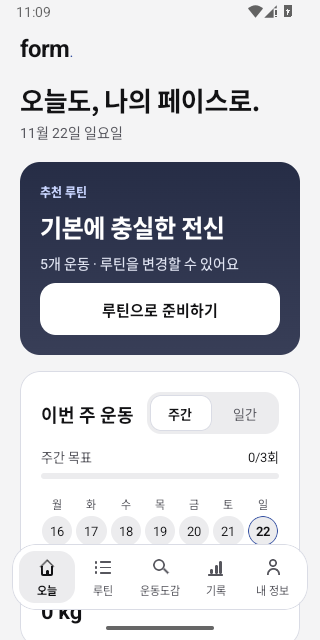 11:09
form.
오늘도, 나의 페이스로.
11월 22일 일요일
추천 루틴
기본에 충실한 전신
5개 운동 · 루틴을 변경할 수 있어요
루틴으로 준비하기
이번 주 운동 주간 일간
주간 목표 0/3회
월 화 수 목 금 토 일
16 17 18 19 20 21 22
오늘 루틴 운동도감 기록 내 정보
0 kg